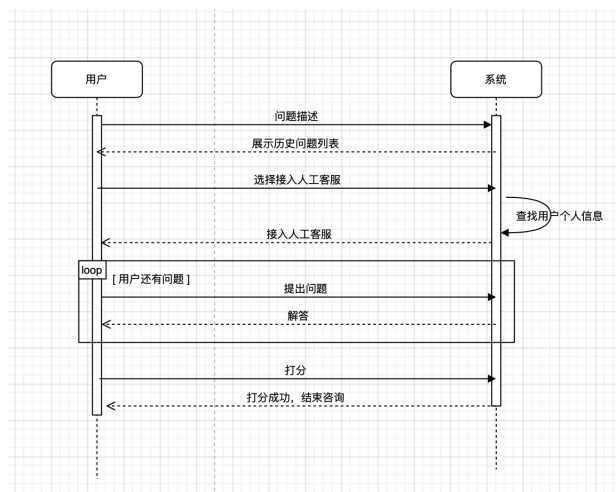 用户
系统
问题描述
展示历史问题列表
选择接入人工客服
查找用户个人信息
接入人工客服
loop
[ 用户还有问题 ]
提出问题
解答
打分
打分成功，结束咨询